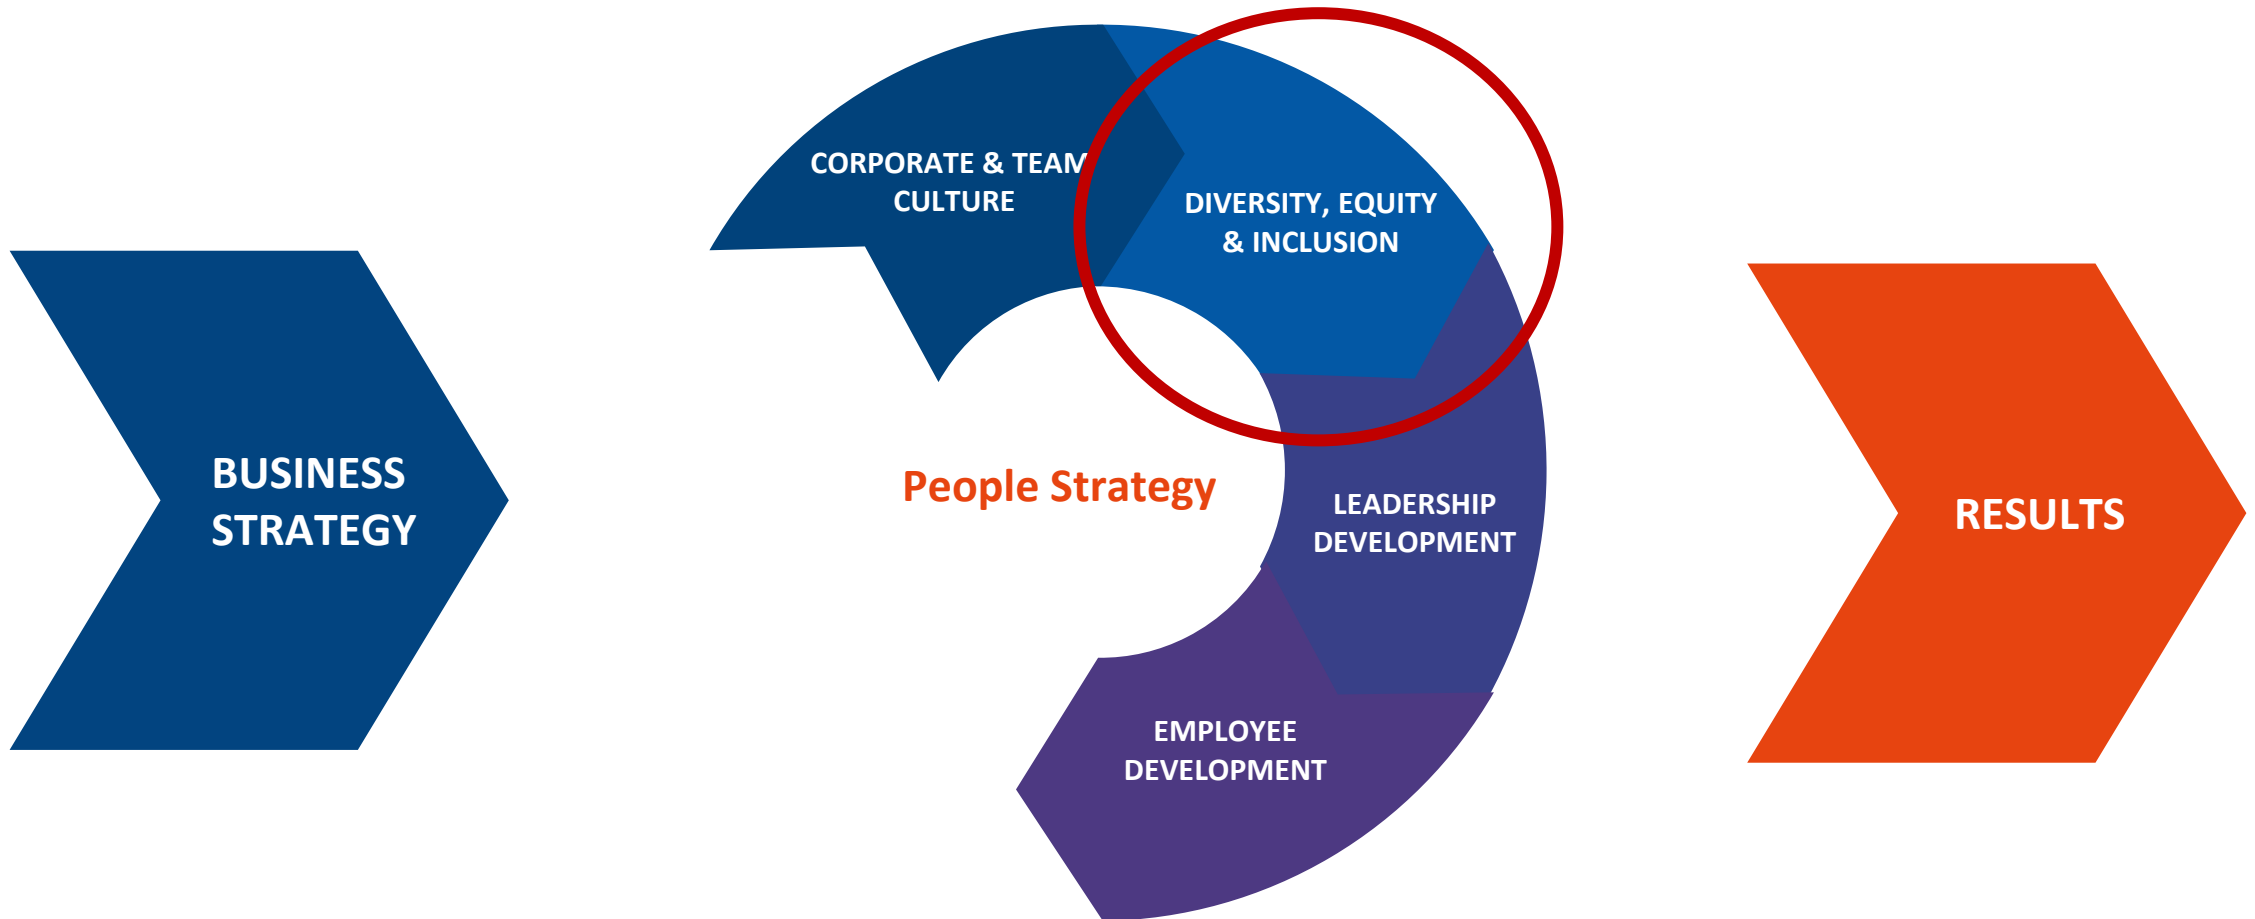 BUSINESS
STRATEGY
CORPORATE & TEAM
CULTURE
DIVERSITY, EQUITY
& INCLUSION
People Strategy
LEADERSHIP
DEVELOPMENT
EMPLOYEE
DEVELOPMENT
RESULTS